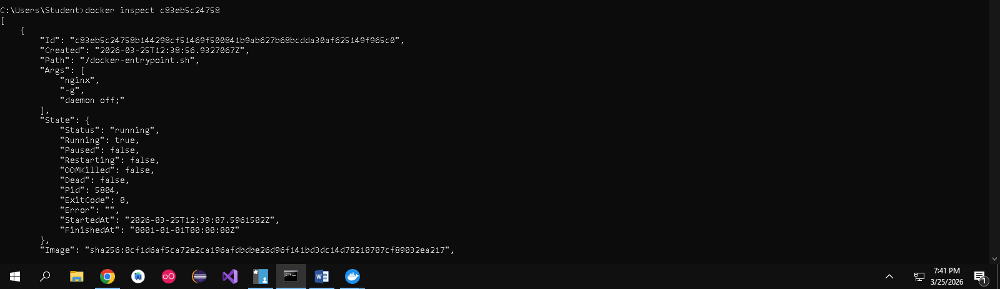 C:\Users\Student>docker inspect c83eb5c24758
[
    {
        "Id": "c83eb5c24758b144298cf51469f500841b9ab627b68bcdda30af625149f965c0",
        "Created": "2026-03-25T12:38:56.9327067Z",
        "Path": "/docker-entrypoint.sh",
        "Args": [
            "nginx",
            "-g",
            "daemon off;"
        ],
        "State": {
            "Status": "running",
            "Running": true,
            "Paused": false,
            "Restarting": false,
            "OOMKilled": false,
            "Dead": false,
            "Pid": 5804,
            "ExitCode": 0,
            "Error": "",
            "StartedAt": "2026-03-25T12:39:07.5961502Z",
            "FinishedAt": "0001-01-01T00:00:00Z"
        },
        "Image": "sha256:0cf1d6af5ca72e2ca196afdbdbe26d96f141bd3dc14d70210707cf89032ea217",
7:41 PM
3/25/2026
1